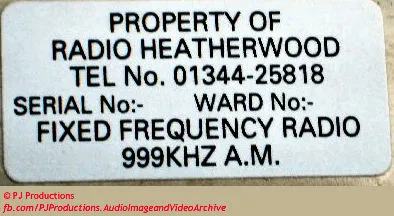 PROPERTY OF
RADIO HEATHERWOOD
TEL No. 01344-25818
SERIAL No:- WARD No:-
FIXED FREQUENCY RADIO
999KHZ A.M.
© PJ Productions
fb.com/PJProductions.AudioImageandVideoArchive